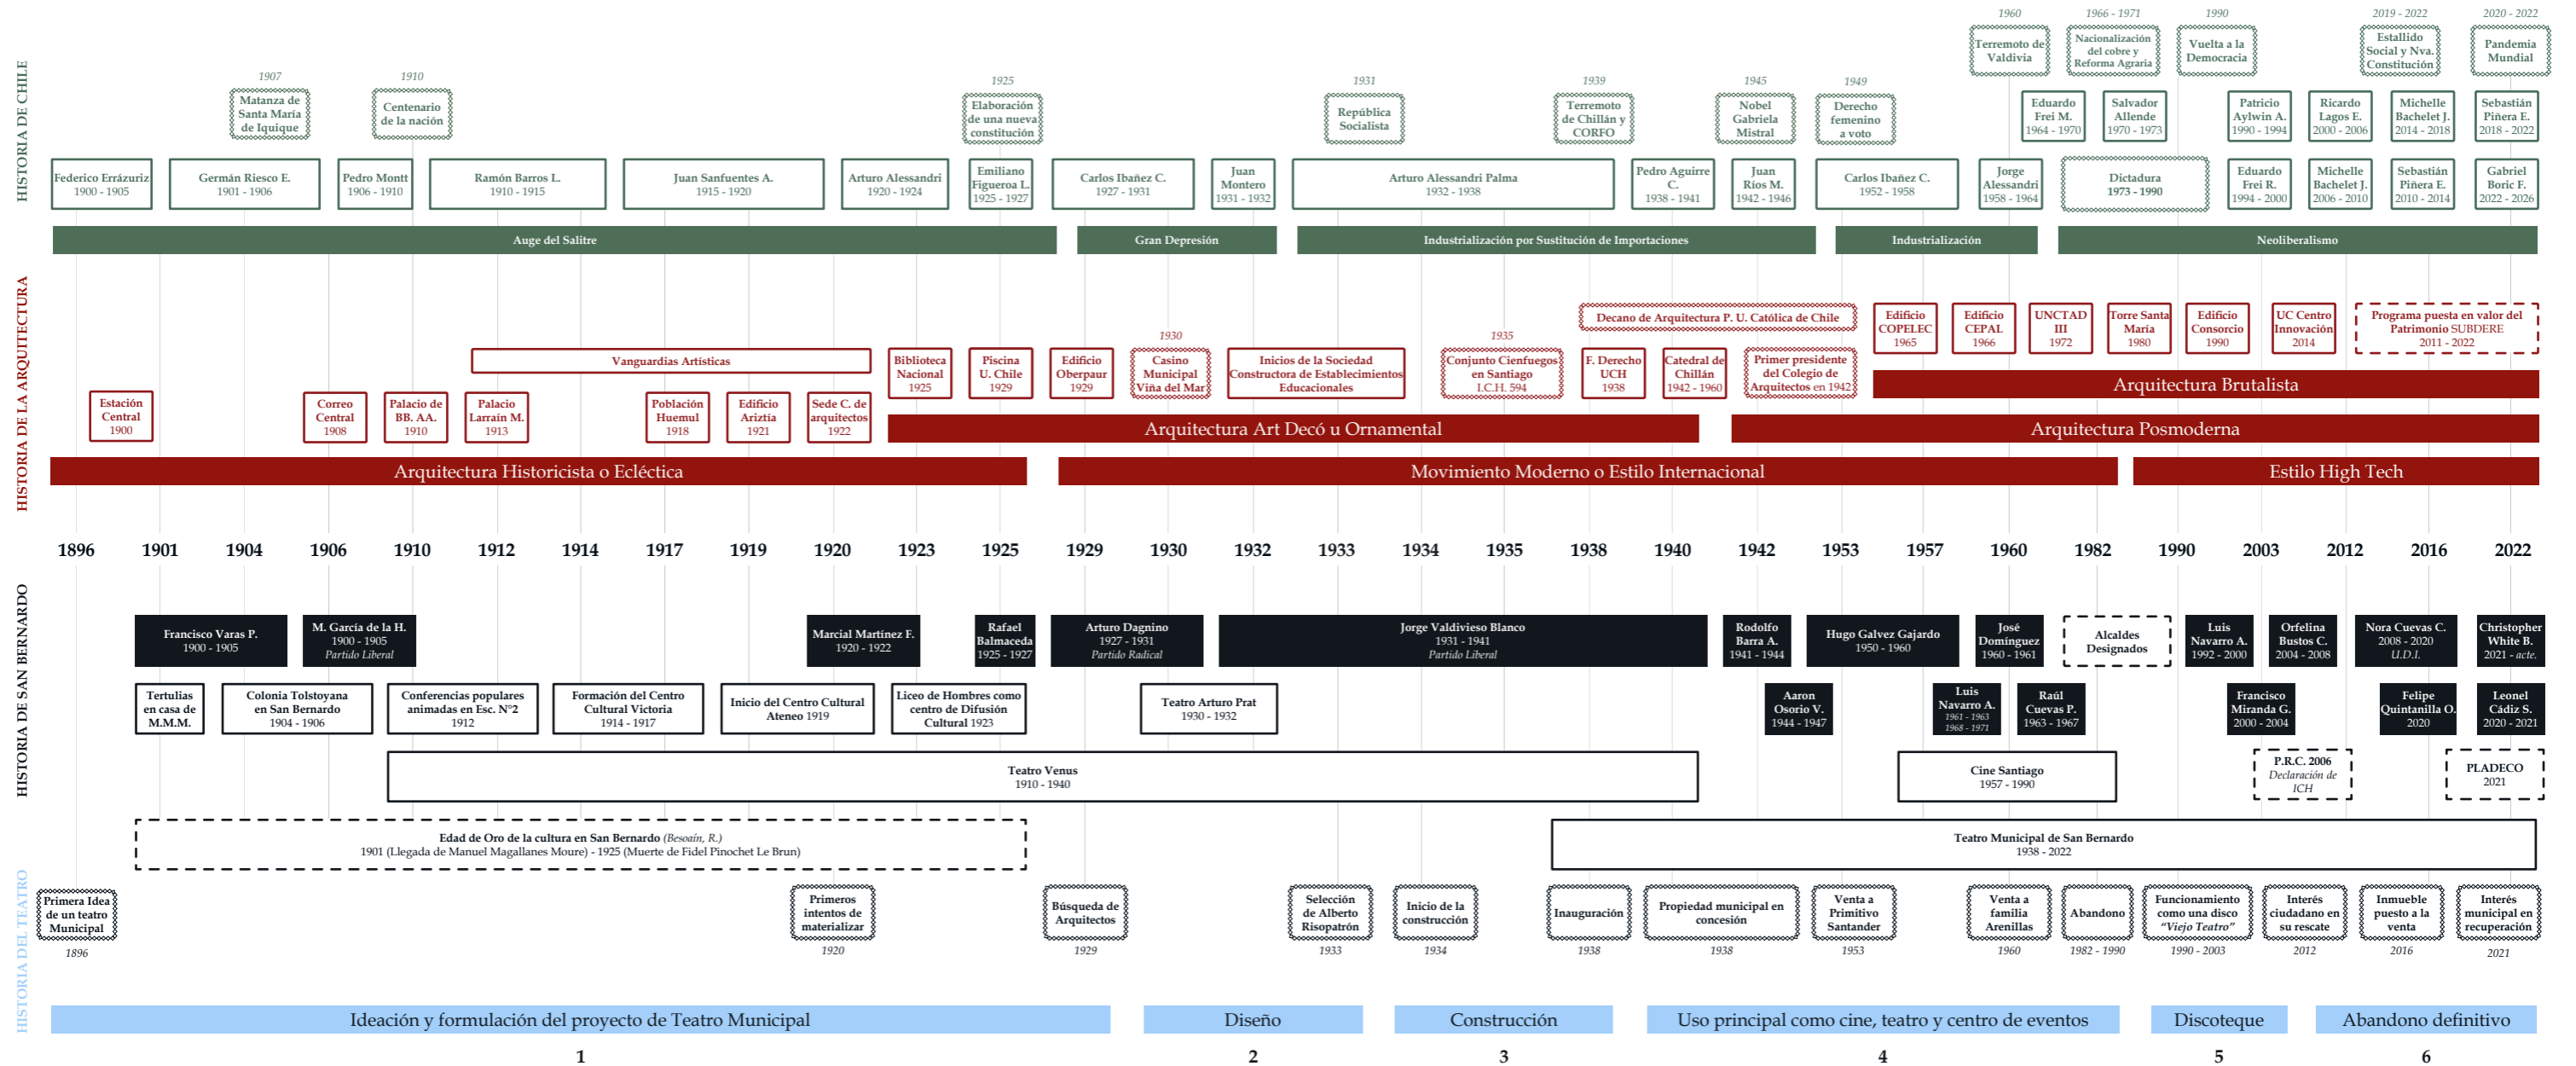 HISTORIA DE CHILE
1907
Matanza de
Santa María
de Iquique
1910
Centenario
de la nación
1925
Elaboración
de una nueva
constitución
1931
República
Socialista
1939
Terremoto
de Chillán y
CORFO
1945
Nobel
Gabriela
Mistral
1949
Derecho
femenino
a voto
1960
Terremoto de
Valdivia
1966 - 1971
Nacionalización
del cobre y
Reforma Agraria
1990
Vuelta a la
Democracia
2019 - 2022
Estallido
Social y Nva.
Constitución
2020 - 2022
Pandemia
Mundial
Eduardo
Frei M.
1964 - 1970
Salvador
Allende
1970 - 1973
Patricio
Aylwin A.
1990 - 1994
Ricardo
Lagos E.
2000 - 2006
Michelle
Bachelet J.
2014 - 2018
Sebastián
Piñera E.
2018 - 2022
Federico Errázuriz
1900 - 1905
Germán Riesco E.
1901 - 1906
Pedro Montt
1906 - 1910
Ramón Barros L.
1910 - 1915
Juan Sanfuentes A.
1915 - 1920
Arturo Alessandri
1920 - 1924
Emiliano
Figueroa L.
1925 - 1927
Carlos Ibañez C.
1927 - 1931
Juan
Montero
1931 - 1932
Arturo Alessandri Palma
1932 - 1938
Pedro Aguirre
C.
1938 - 1941
Juan
Ríos M.
1942 - 1946
Carlos Ibañez C.
1952 - 1958
Jorge
Alessandri
1958 - 1964
Dictadura
1973 - 1990
Eduardo
Frei R.
1994 - 2000
Michelle
Bachelet J.
2006 - 2010
Sebastián
Piñera E.
2010 - 2014
Gabriel
Boric F.
2022 - 2026
Auge del Salitre
Gran Depresión
Industrialización por Sustitución de Importaciones
Industrialización
Neoliberalismo
HISTORIA DE LA ARQUITECTURA
Decano de Arquitectura P. U. Católica de Chile
Edificio
COPELEC
1965
Edificio
CEPAL
1966
UNCTAD
III
1972
Torre Santa
María
1980
Edificio
Consorcio
1990
UC Centro
Innovación
2014
Programa puesta en valor del
Patrimonio SUBDERE
2011 - 2022
Vanguardias Artísticas
Biblioteca
Nacional
1925
Piscina
U. Chile
1929
Edificio
Oberpaur
1929
1930
Casino
Municipal
Viña del Mar
Inicios de la Sociedad
Constructora de Establecimientos
Educacionales
1935
Conjunto Cienfuegos
en Santiago
I.C.H. 594
F. Derecho
UCH
1938
Catedral de
Chillán
1942 - 1960
Primer presidente
del Colegio de
Arquitectos en 1942
Arquitectura Brutalista
Estación
Central
1900
Correo
Central
1908
Palacio de
BB. AA.
1910
Palacio
Larraín M.
1913
Población
Huemul
1918
Edificio
Ariztía
1921
Sede C. de
arquitectos
1922
Arquitectura Art Decó u Ornamental
Arquitectura Posmoderna
Arquitectura Historicista o Ecléctica
Movimiento Moderno o Estilo Internacional
Estilo High Tech
1896 1901 1904 1906 1910 1912 1914 1917 1919 1920 1923 1925 1929 1930 1932 1933 1934 1935 1938 1940 1942 1953 1957 1960 1982 1990 2003 2012 2016 2022
HISTORIA DE SAN BERNARDO
Francisco Varas P.
1900 - 1905
M. García de la H.
1900 - 1905
Partido Liberal
Marcial Martínez F.
1920 - 1922
Rafael
Balmaceda
1925 - 1927
Arturo Dagnino
1927 - 1931
Partido Radical
Jorge Valdivieso Blanco
1931 - 1941
Partido Liberal
Rodolfo
Barra A.
1941 - 1944
Hugo Galvez Gajardo
1950 - 1960
José
Domínguez
1960 - 1961
Alcaldes
Designados
Luis
Navarro A.
1992 - 2000
Orfelina
Bustos C.
2004 - 2008
Nora Cuevas C.
2008 - 2020
U.D.I.
Christopher
White B.
2021 - acte.
Tertulias
en casa de
M.M.M.
Colonia Tolstoyana
en San Bernardo
1904 - 1906
Conferencias populares
animadas en Esc. N°2
1912
Formación del Centro
Cultural Victoria
1914 - 1917
Inicio del Centro Cultural
Ateneo 1919
Liceo de Hombres como
centro de Difusión
Cultural 1923
Teatro Arturo Prat
1930 - 1932
Aaron
Osorio V.
1944 - 1947
Luis
Navarro A.
1961 - 1963
1968 - 1971
Raúl
Cuevas P.
1963 - 1967
Francisco
Miranda G.
2000 - 2004
Felipe
Quintanilla O.
2020
Leonel
Cádiz S.
2020 - 2021
Teatro Venus
1910 - 1940
Cine Santiago
1957 - 1990
P.R.C. 2006
Declaración de
ICH
PLADECO
2021
Edad de Oro de la cultura en San Bernardo (Besoaín, R.)
1901 (Llegada de Manuel Magallanes Moure) - 1925 (Muerte de Fidel Pinochet Le Brun)
Teatro Municipal de San Bernardo
1938 - 2022
HISTORIA DEL TEATRO
Primera Idea
de un teatro
Municipal
1896
Primeros
intentos de
materializar
1920
Búsqueda de
Arquitectos
1929
Selección
de Alberto
Risopatrón
1933
Inicio de la
construcción
1934
Inauguración
1938
Propiedad municipal en
concesión
1938
Venta a
Primitivo
Santander
1953
Venta a
familia
Arenillas
1960
Abandono
1982 - 1990
Funcionamiento
como una disco
"Viejo Teatro"
1990 - 2003
Interés
ciudadano en
su rescate
2012
Inmueble
puesto a la
venta
2016
Interés
municipal en
recuperación
2021
Ideación y formulación del proyecto de Teatro Municipal
Diseño
Construcción
Uso principal como cine, teatro y centro de eventos
Discoteque
Abandono definitivo
1 2 3 4 5 6